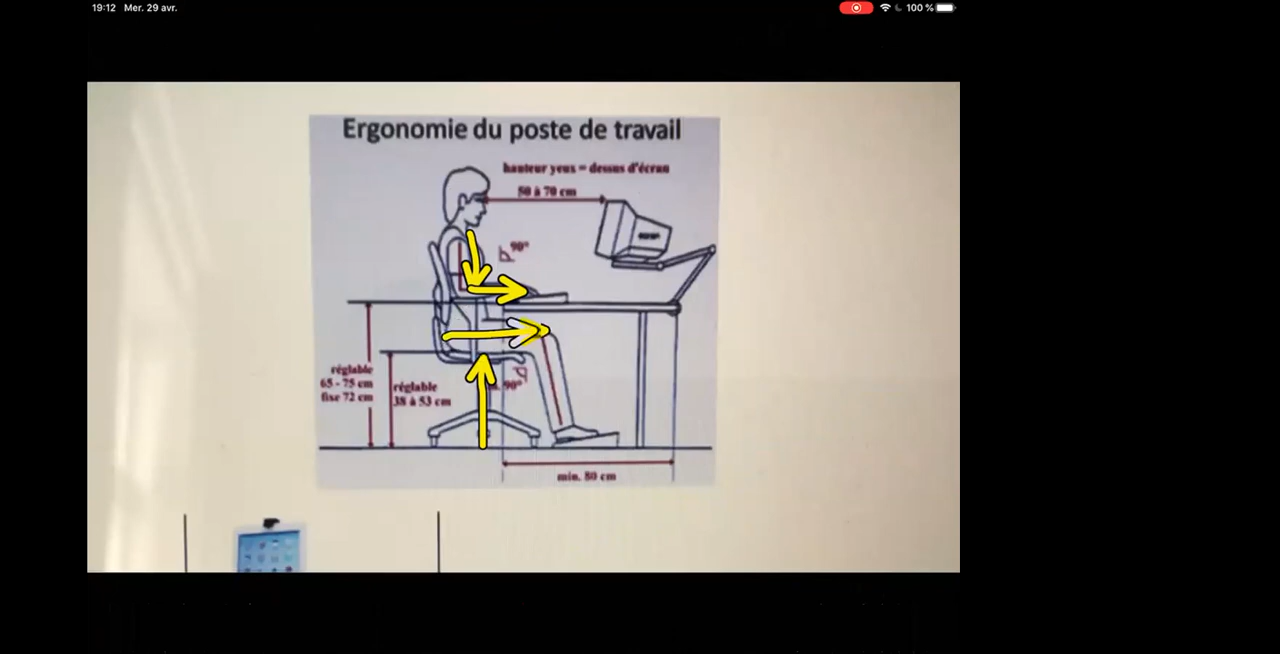 19:12 Mer. 29 avr.
100 %
Ergonomie du poste de travail
hauteur yeux = dessus d'écran
50 à 70 cm
90°
réglable
65 - 75 cm
fixe 72 cm
réglable
38 à 53 cm
90°
min. 80 cm